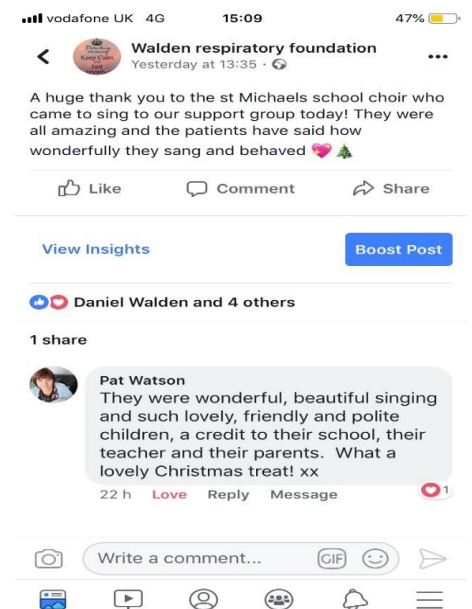 vodafone UK 4G 15:09 47%
Walden respiratory foundation
Yesterday at 13:35 ·
A huge thank you to the st Michaels school choir who
came to sing to our support group today! They were
all amazing and the patients have said how
wonderfully they sang and behaved 💖🎄
Like Comment Share
View Insights Boost Post
Daniel Walden and 4 others
1 share
Pat Watson
They were wonderful, beautiful singing
and such lovely, friendly and polite
children, a credit to their school, their
teacher and their parents. What a
lovely Christmas treat! xx
22 h Love Reply Message 1
Write a comment... GIF